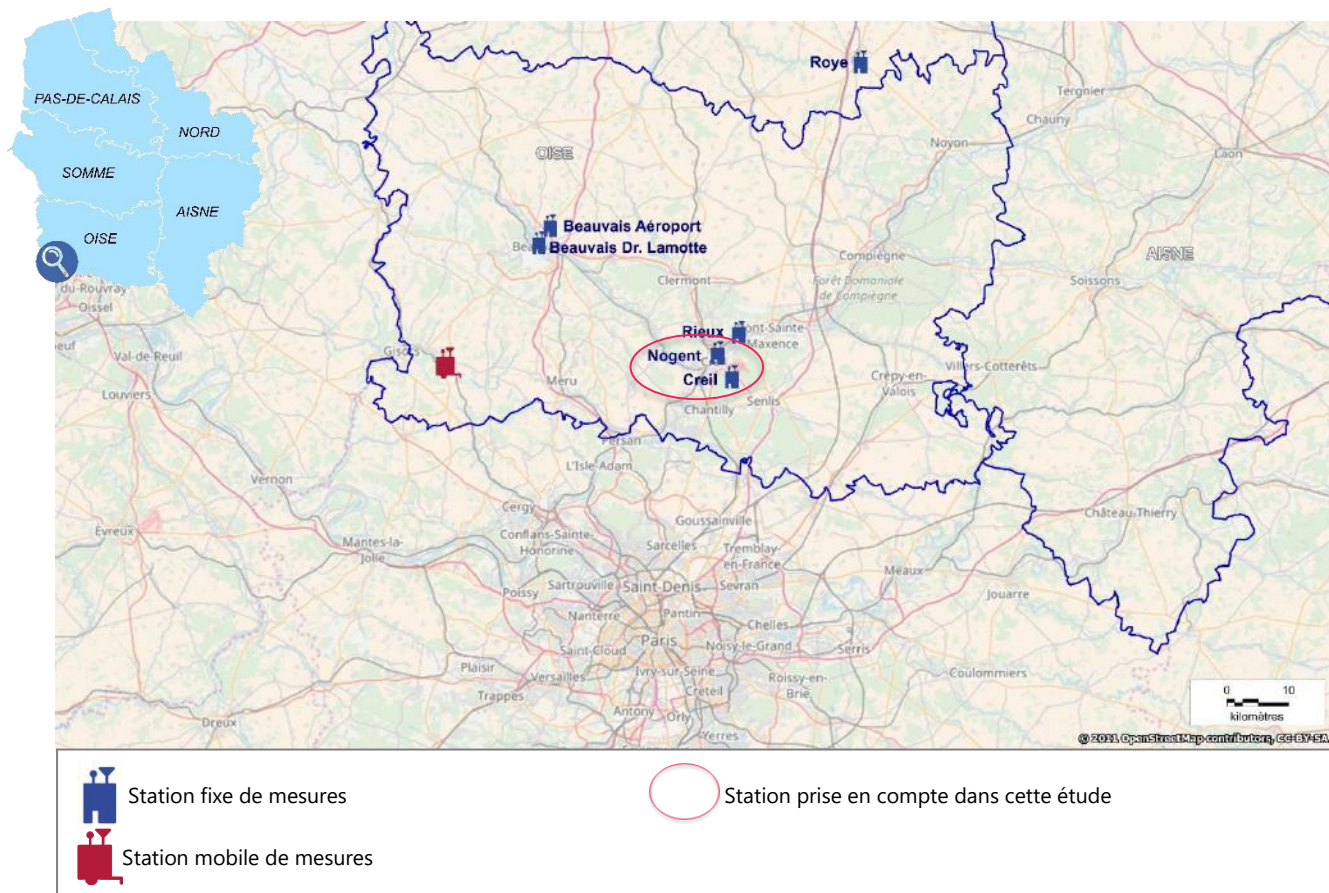 PAS-DE-CALAIS
NORD
SOMME
AISNE
OISE
Roye
Tergnier
Chauny
Noyon
Laon
OISE
Beauvais Aéroport
Beauvais Dr. Lamotte
Compiègne
AISNE
Clermont
Forêt Domaniale
de Compiègne
Soissons
du-Rouvray
Oissel
Rieux
Pont-Sainte
Maxence
Val-de-Reuil
Gisors
Nogent
Creil
Villers-Cotterêts
Crépy-en-
Valois
Louviers
Meru
Chantilly
Senlis
Persan
L'Isle-Adam
Vernon
Cergy
Château-Thierry
Évreux
Mantes-la-
Jolie
Conflans-Sainte-
Honorine
Goussainville
Sarcelles
Tremblay-
en-France
Meaux
Poissy
Sartrouville
Saint-Denis
Sevran
Jouarre
Nanterre
Pantin
Chelles
Paris
Saint-Cloud
Noisy-le-Grand
Serris
Plaisir
Versailles
Ivry-sur-Seine
Roissy-en-
Brie
Coulommiers
Trappes
Créteil
Antony
Orly
Dreux
Yerres
0 10
kilomètres
© 2011 OpenStreetMap contributors, CC-BY-SA
Station fixe de mesures
Station prise en compte dans cette étude
Station mobile de mesures